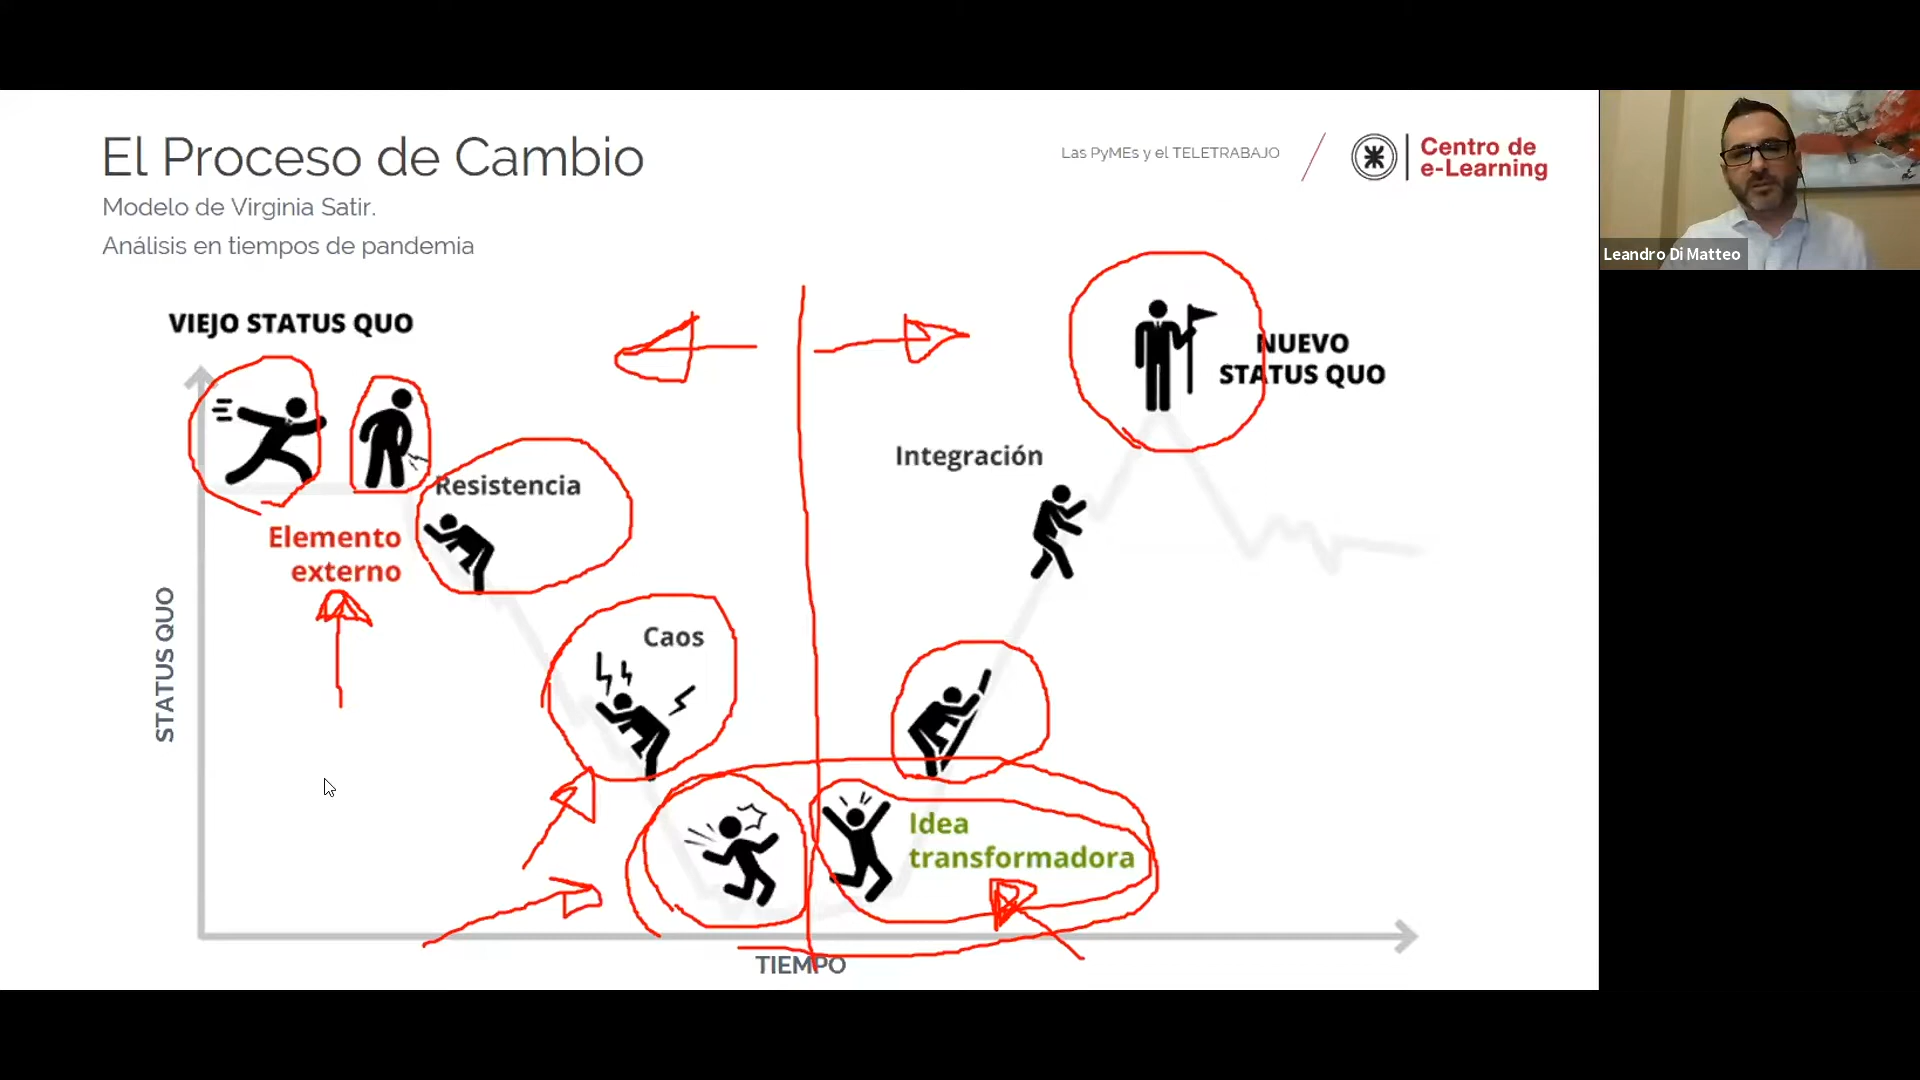 El Proceso de Cambio
Modelo de Virginia Satir.
Análisis en tiempos de pandemia
Las PyMEs y el TELETRABAJO
Centro de
e-Learning
Leandro Di Matteo
VIEJO STATUS QUO
NUEVO
STATUS QUO
Integración
Resistencia
Elemento
externo
Caos
Idea
transformadora
STATUS QUO
TIEMPO